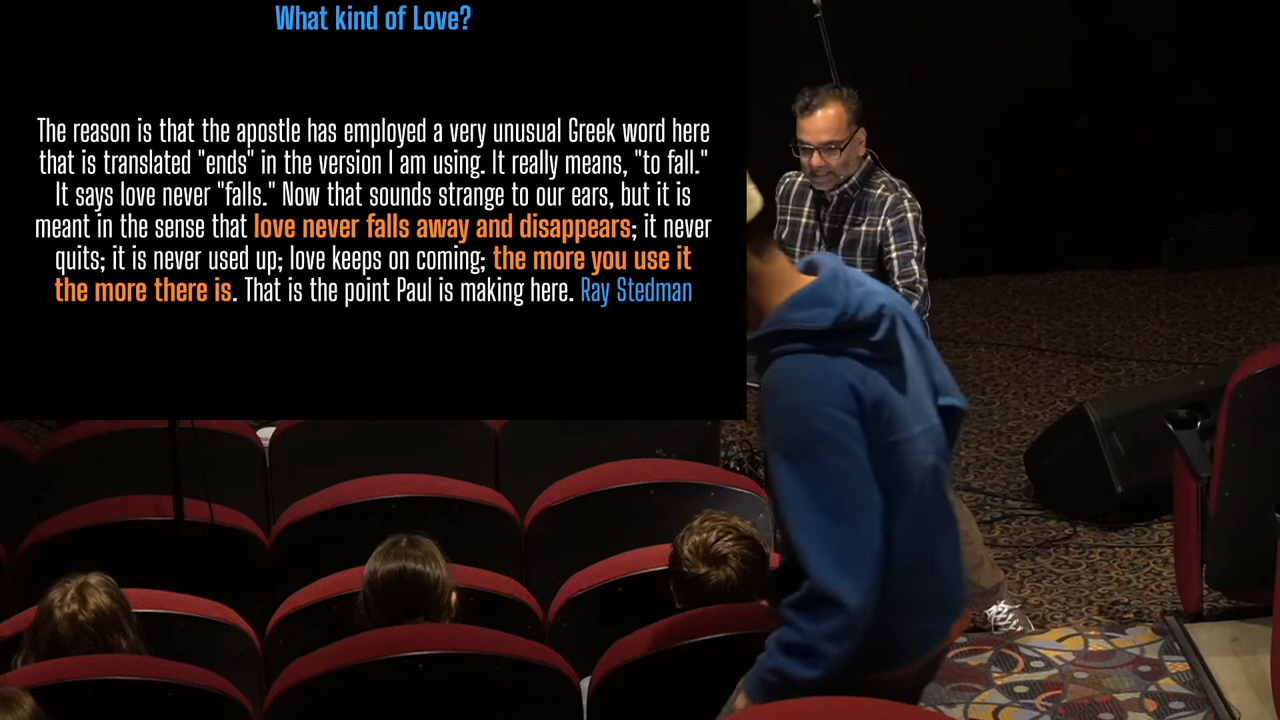 What kind of Love?
The reason is that the apostle has employed a very unusual Greek word here
that is translated "ends" in the version I am using. It really means, "to fall."
It says love never "falls." Now that sounds strange to our ears, but it is
meant in the sense that love never falls away and disappears; it never
quits; it is never used up; love keeps on coming; the more you use it
the more there is. That is the point Paul is making here. Ray Stedman